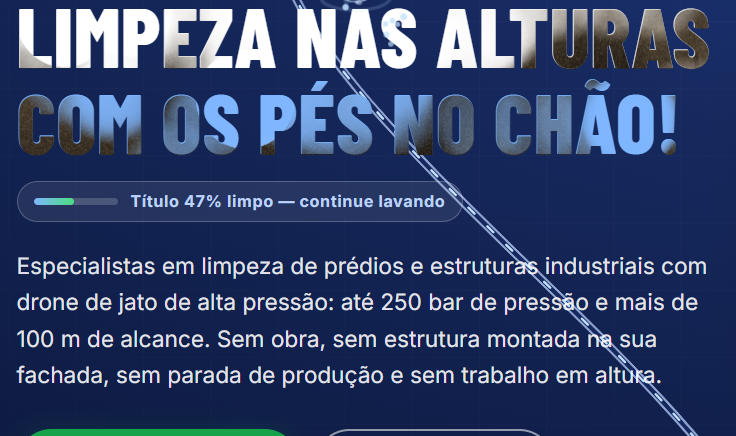 LIMPEZA NAS ALTURAS
COM OS PÉS NO CHÃO!
Título 47% limpo — continue lavando
Especialistas em limpeza de prédios e estruturas industriais com
drone de jato de alta pressão: até 250 bar de pressão e mais de
100 m de alcance. Sem obra, sem estrutura montada na sua
fachada, sem parada de produção e sem trabalho em altura.